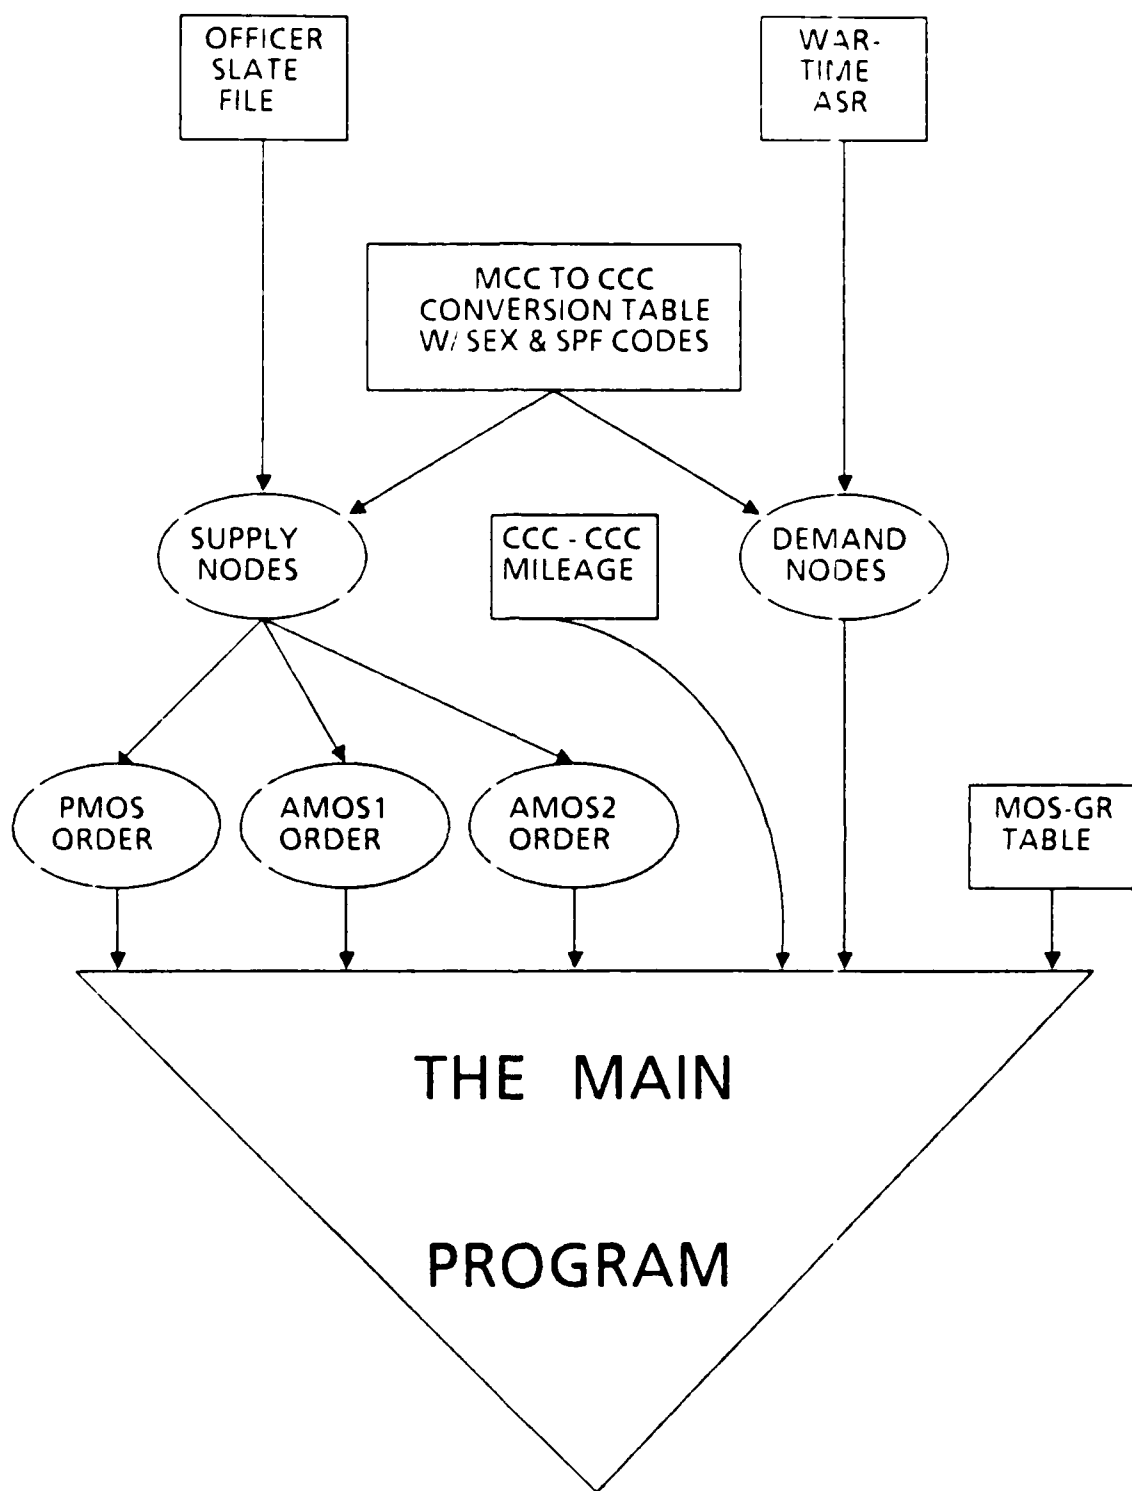 OFFICER
SLATE
FILE
WAR-
TIME
ASR
MCC TO CCC
CONVERSION TABLE
W/ SEX & SPF CODES
SUPPLY
NODES
CCC - CCC
MILEAGE
DEMAND
NODES
PMOS
ORDER
AMOS1
ORDER
AMOS2
ORDER
MOS-GR
TABLE
THE MAIN
PROGRAM